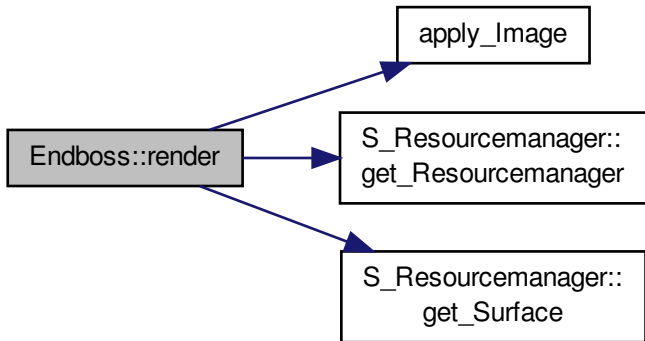 apply_Image
Endboss::render
S_Resourcemanager::
get_Resourcemanager
S_Resourcemanager::
get_Surface